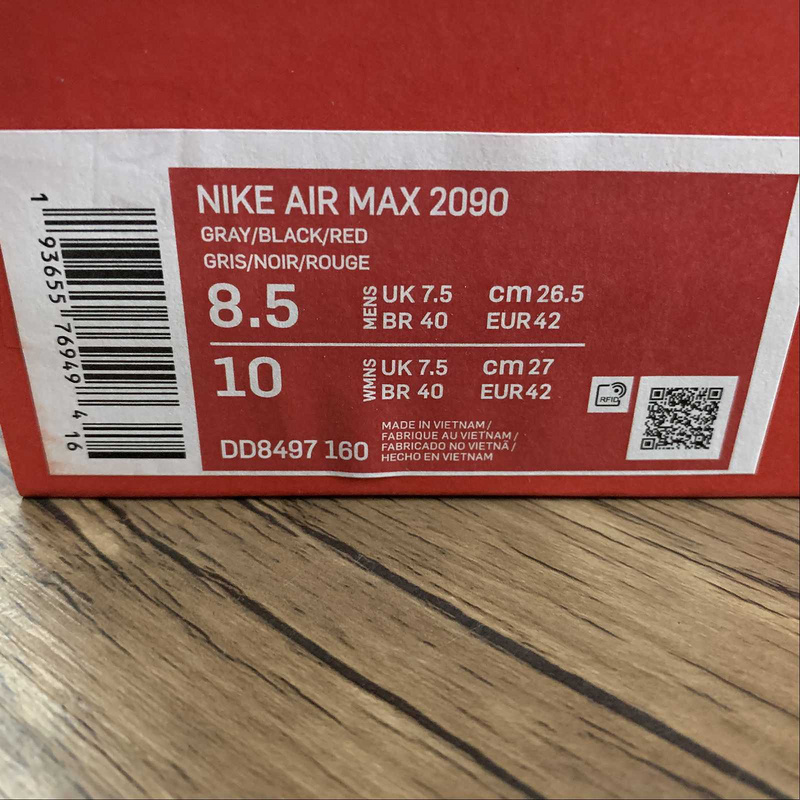 NIKE AIR MAX 2090
GRAY/BLACK/RED
GRIS/NOIR/ROUGE
8.5 MENS UK 7.5 cm 26.5
BR 40 EUR 42
10 WMNS UK 7.5 cm 27
BR 40 EUR 42
RFID
DD8497 160
MADE IN VIETNAM /
FABRIQUE AU VIETNAM /
FABRICADO NO VIETNÃ /
HECHO EN VIETNAM
1 93655 76949 4 16